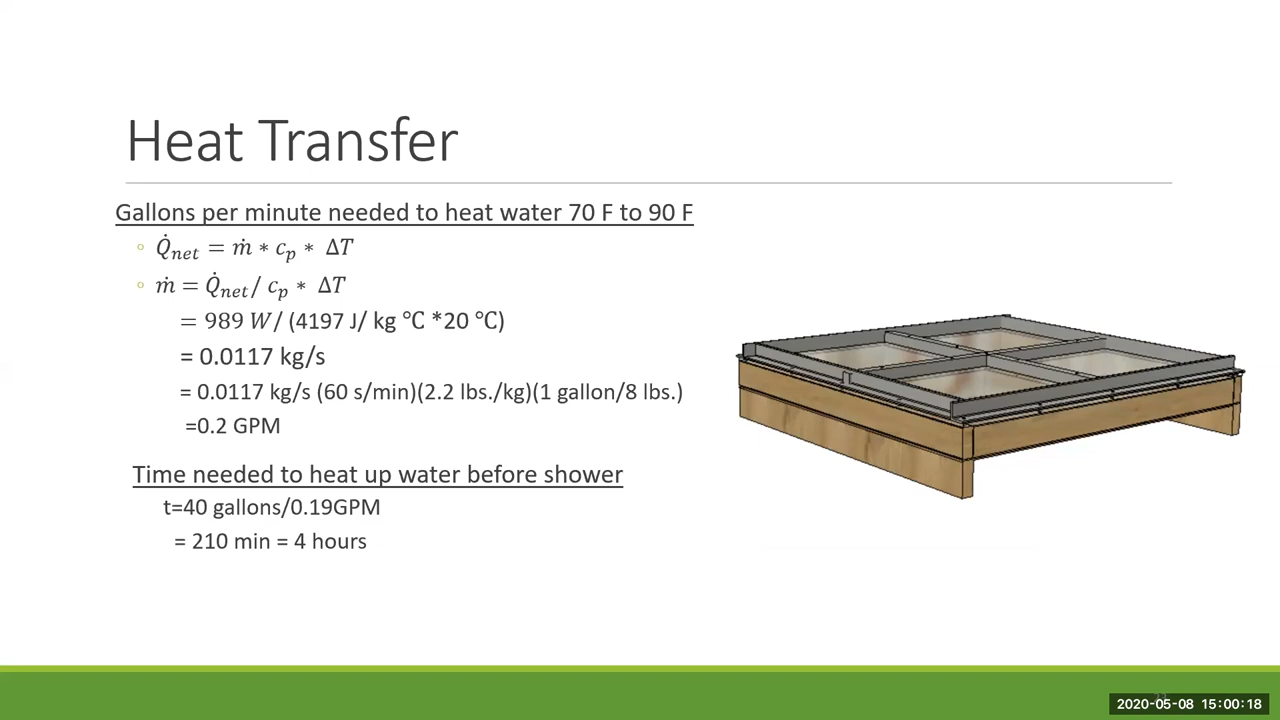 Heat Transfer
Gallons per minute needed to heat water 70 F to 90 F
◦ Q̇net = ṁ ∗ cp ∗ ΔT
◦ ṁ = Q̇net/ cp ∗ ΔT
= 989 W/ (4197 J/ kg ℃ *20 ℃)
= 0.0117 kg/s
= 0.0117 kg/s (60 s/min)(2.2 lbs./kg)(1 gallon/8 lbs.)
=0.2 GPM
Time needed to heat up water before shower
t=40 gallons/0.19GPM
= 210 min = 4 hours
2020-05-08 15:00:18